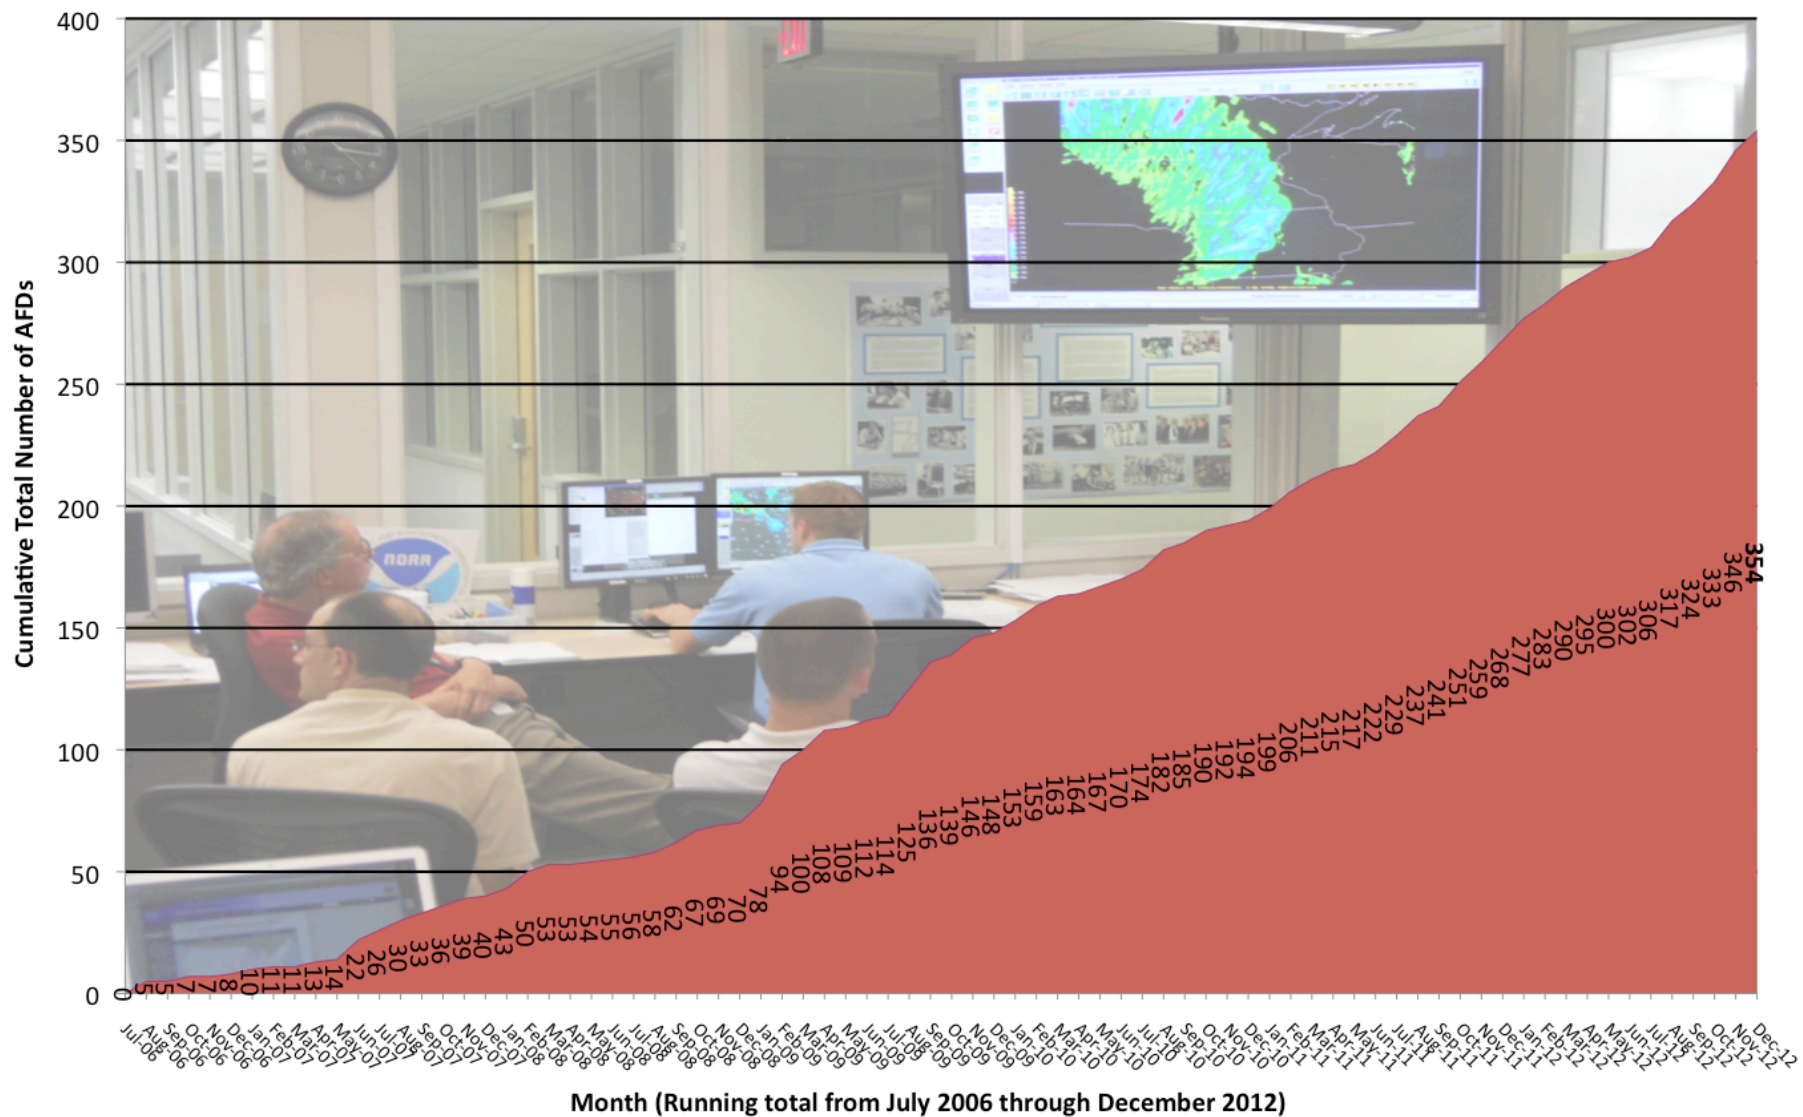 400
350
300
250
200
150
100
50
0
Cumulative Total Number of AFDs
NOAA
0
5
5
7
7
8
10
11
11
13
14
22
26
30
33
36
39
40
43
50
53
53
54
55
56
58
62
67
69
70
78
94
100
108
109
112
114
125
136
139
146
148
153
159
163
164
167
170
174
182
185
190
192
194
199
206
211
215
217
222
229
237
241
251
259
268
277
283
290
295
300
302
306
317
324
333
346
354
Jul-06
Aug-06
Sep-06
Oct-06
Nov-06
Dec-06
Jan-07
Feb-07
Mar-07
Apr-07
May-07
Jun-07
Jul-07
Aug-07
Sep-07
Oct-07
Nov-07
Dec-07
Jan-08
Feb-08
Mar-08
Apr-08
May-08
Jun-08
Jul-08
Aug-08
Sep-08
Oct-08
Nov-08
Dec-08
Jan-09
Feb-09
Mar-09
Apr-09
May-09
Jun-09
Jul-09
Aug-09
Sep-09
Oct-09
Nov-09
Dec-09
Jan-10
Feb-10
Mar-10
Apr-10
May-10
Jun-10
Jul-10
Aug-10
Sep-10
Oct-10
Nov-10
Dec-10
Jan-11
Feb-11
Mar-11
Apr-11
May-11
Jun-11
Jul-11
Aug-11
Sep-11
Oct-11
Nov-11
Dec-11
Jan-12
Feb-12
Mar-12
Apr-12
May-12
Jun-12
Jul-12
Aug-12
Sep-12
Oct-12
Nov-12
Dec-12
Month (Running total from July 2006 through December 2012)